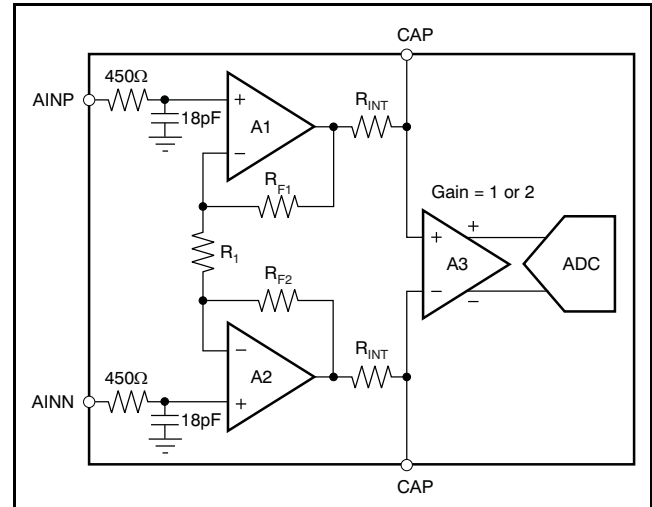 CAP
450Ω
AINP
18pF
+
A1
−
R_INT
R_F1
Gain = 1 or 2
R_1
+
+
A3
−
−
ADC
R_F2
−
A2
+
R_INT
450Ω
AINN
18pF
CAP